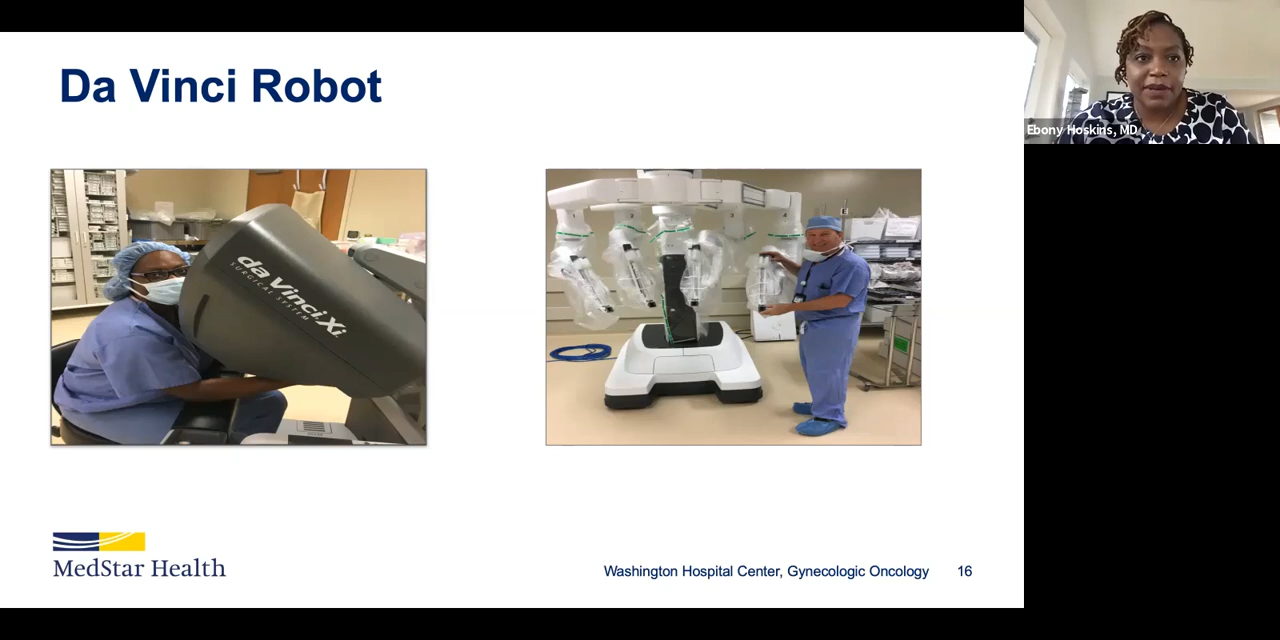 Da Vinci Robot
Ebony Hoskins, MD
da Vinci Xi
SURGICAL SYSTEM
MedStar Health
Washington Hospital Center, Gynecologic Oncology
16